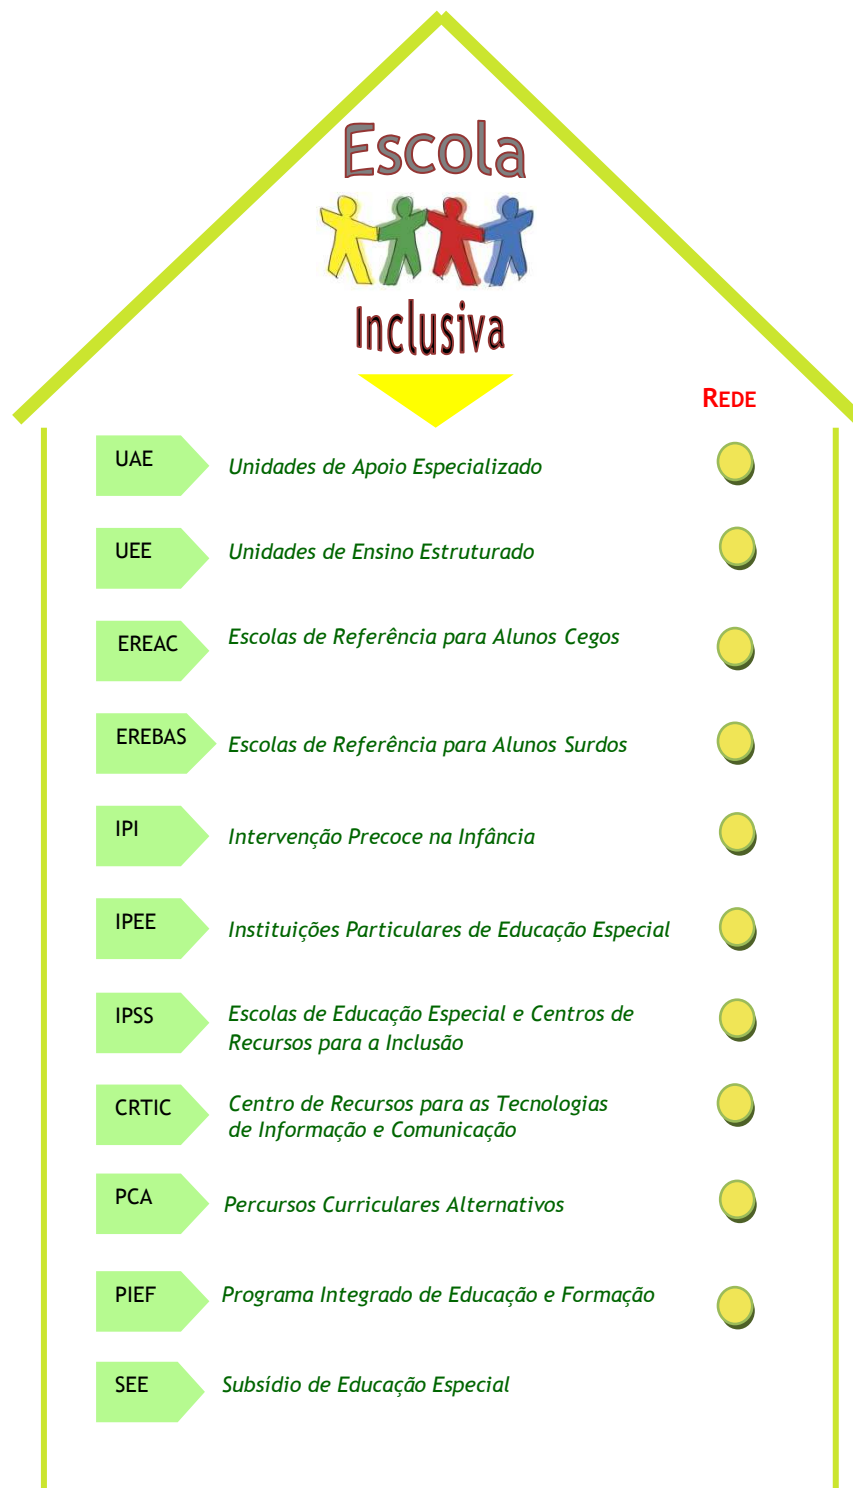 Escola
Inclusiva
REDE
UAE
Unidades de Apoio Especializado
UEE
Unidades de Ensino Estruturado
EREAC
Escolas de Referência para Alunos Cegos
EREBAS
Escolas de Referência para Alunos Surdos
IPI
Intervenção Precoce na Infância
IPEE
Instituições Particulares de Educação Especial
IPSS
Escolas de Educação Especial e Centros de
Recursos para a Inclusão
CRTIC
Centro de Recursos para as Tecnologias
de Informação e Comunicação
PCA
Percursos Curriculares Alternativos
PIEF
Programa Integrado de Educação e Formação
SEE
Subsídio de Educação Especial